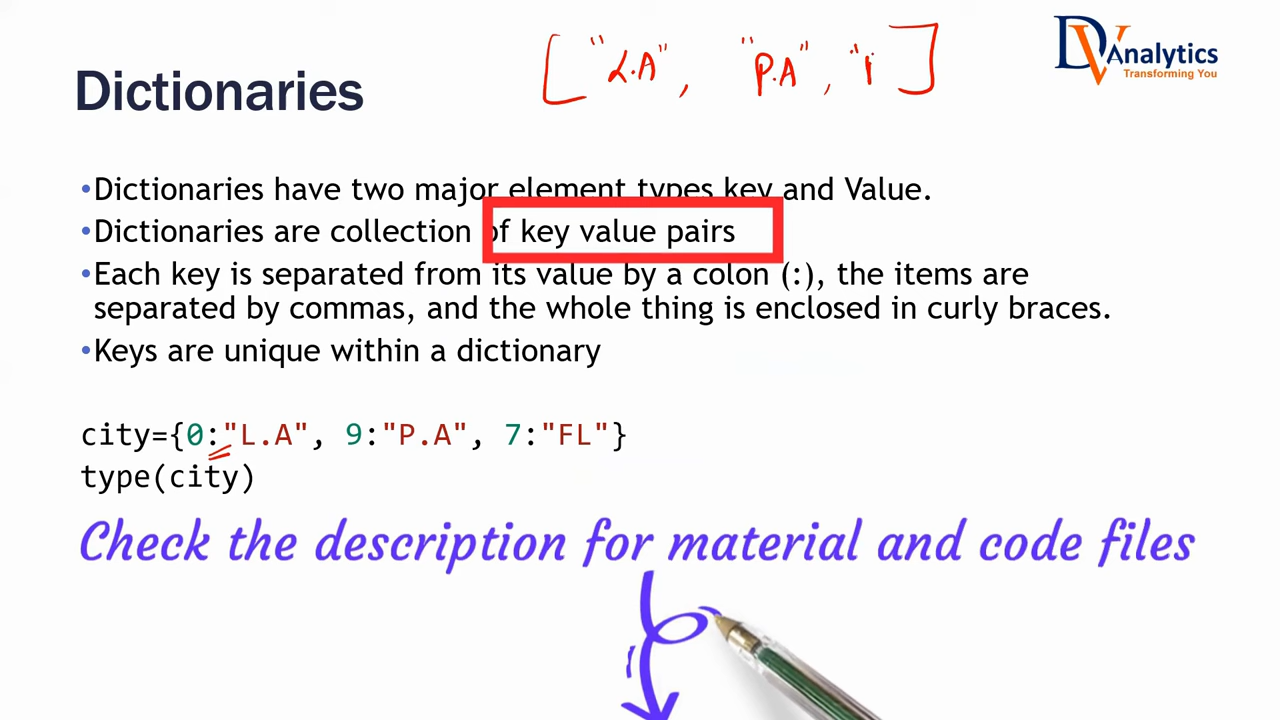 ["L.A", "P.A", "
DV Analytics
Transforming You
Dictionaries
•Dictionaries have two major element types key and Value.
•Dictionaries are collection of key value pairs
•Each key is separated from its value by a colon (:), the items are
separated by commas, and the whole thing is enclosed in curly braces.
•Keys are unique within a dictionary
city={0:"L.A", 9:"P.A", 7:"FL"}
type(city)
Check the description for material and code files